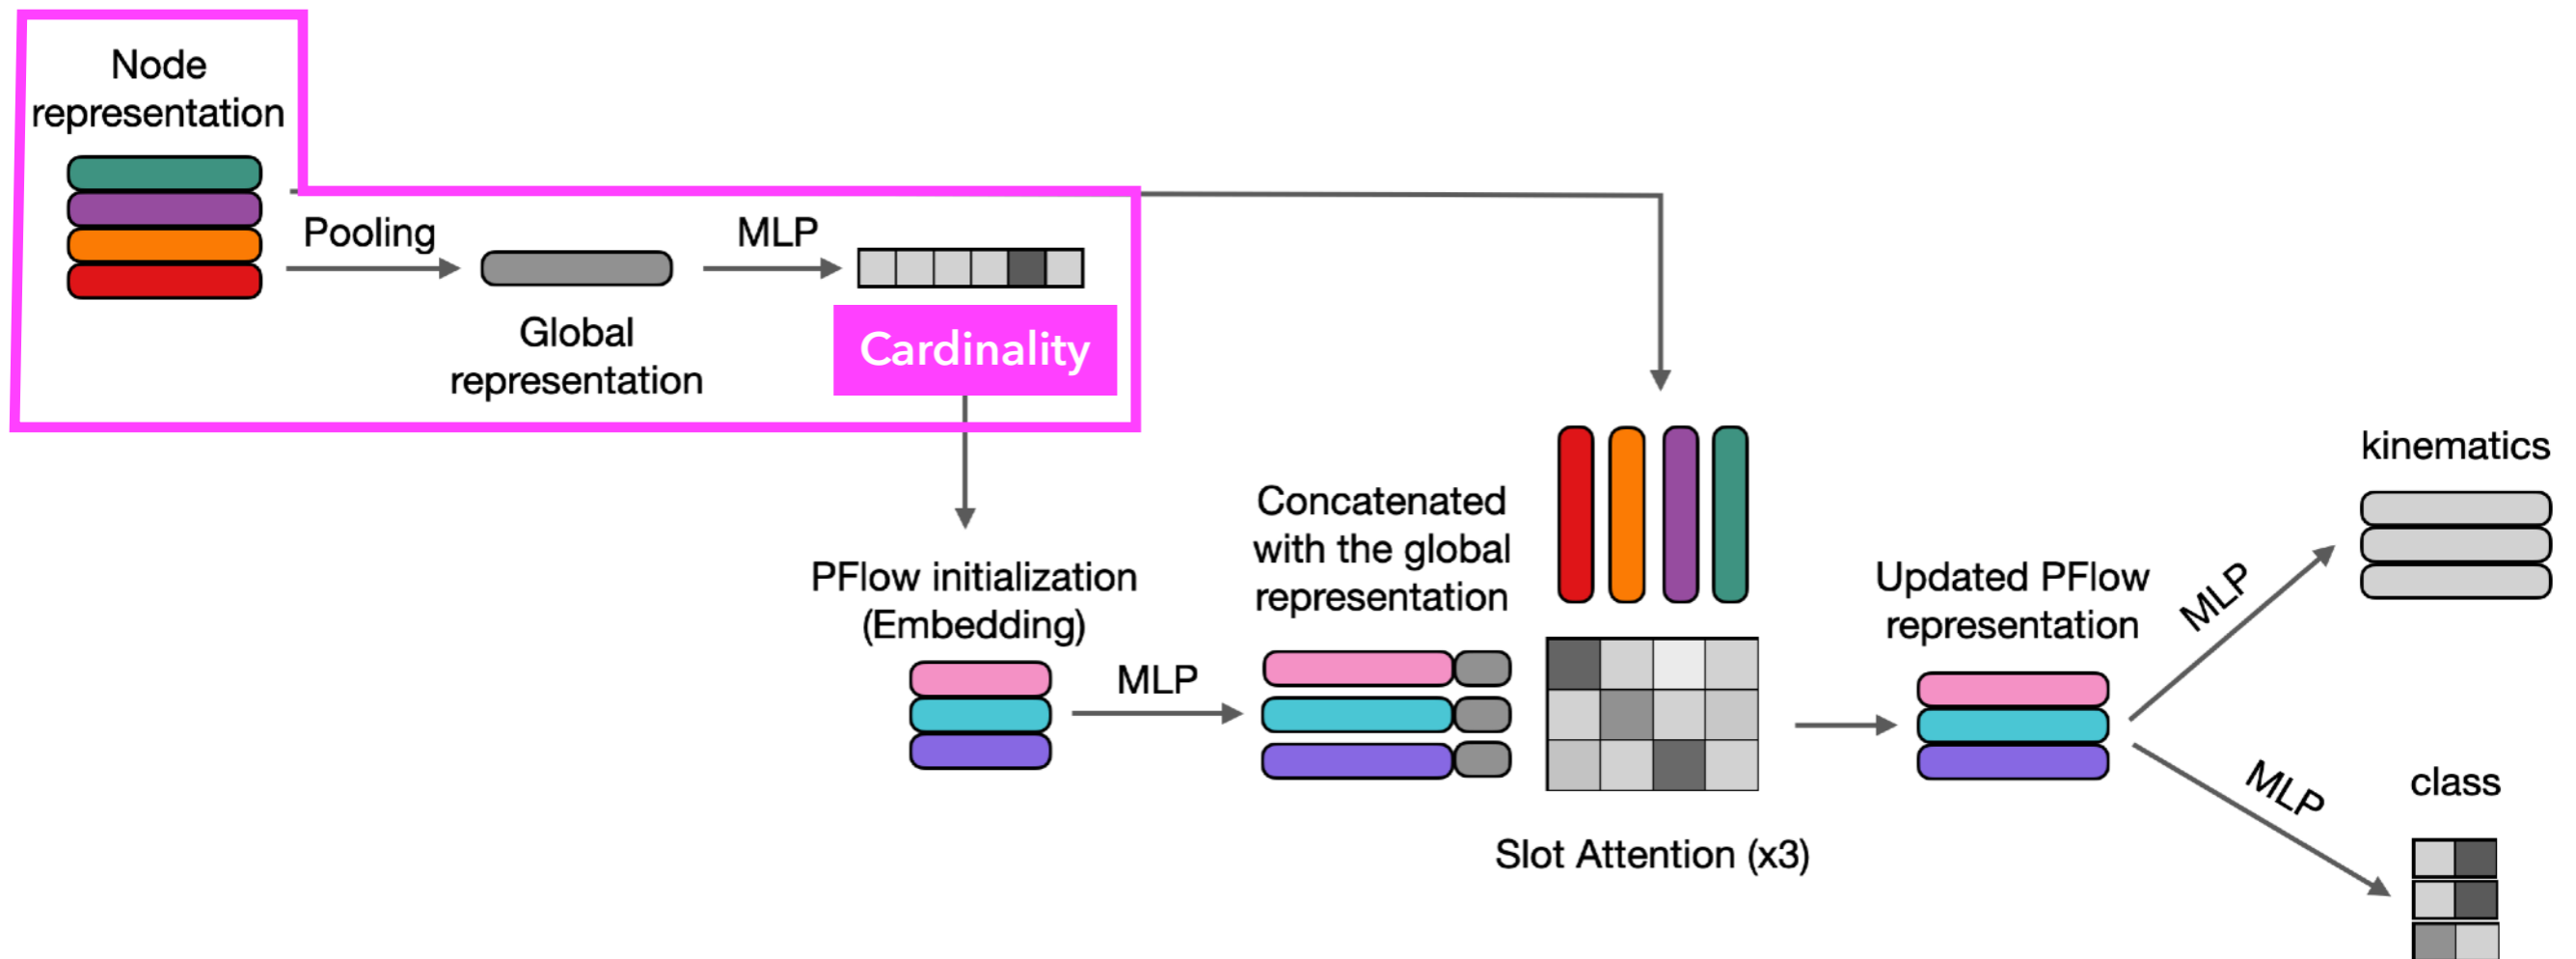 Node
representation
Pooling
MLP
Global
representation
Cardinality
PFlow initialization
(Embedding)
MLP
Concatenated
with the global
representation
Slot Attention (x3)
Updated PFlow
representation
MLP
kinematics
MLP
class